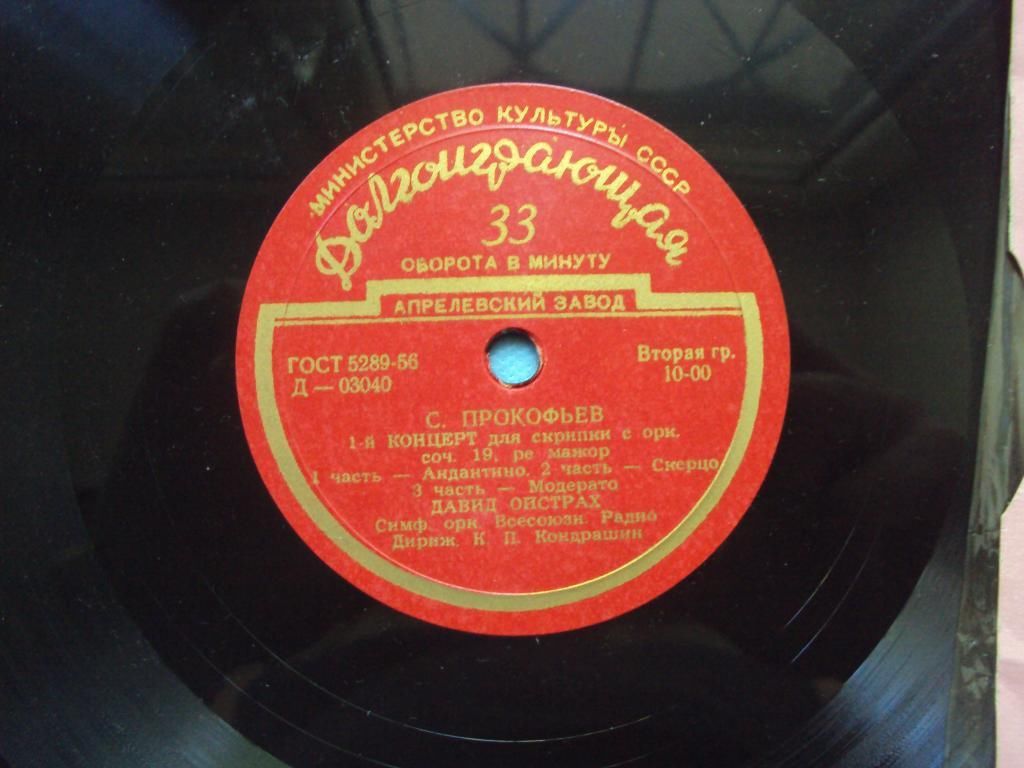 МИНИСТЕРСТВО КУЛЬТУРЫ СССР
Долгоиграющая
33
ОБОРОТА В МИНУТУ
АПРЕЛЕВСКИЙ ЗАВОД
ГОСТ 5289-56
Д — 03040
Вторая гр.
10-00
С. ПРОКОФЬЕВ
1-й КОНЦЕРТ для скрипки с орк.
соч. 19, ре мажор
1 часть — Андантино. 2 часть — Скерцо
3 часть — Модерато
ДАВИД ОЙСТРАХ
Симф. орк. Всесоюзн. Радио
Дириж. К. П. Кондрашин